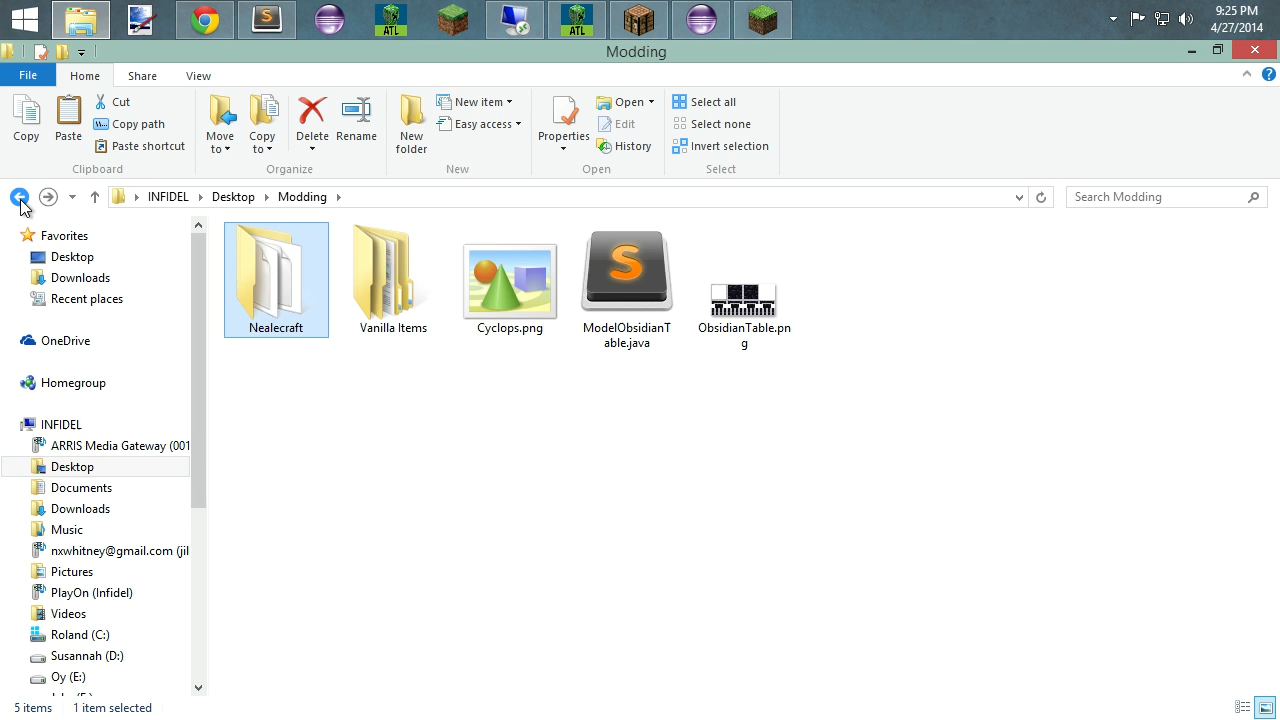 ATL
ATL
9:25 PM
4/27/2014
Modding
File
Home
Share
View
Copy
Paste
Cut
Copy path
Paste shortcut
Clipboard
Move
to
Copy
to
Delete
Rename
Organize
New
folder
New item
Easy access
New
Properties
Open
Edit
History
Open
Select all
Select none
Invert selection
Select
INFIDEL
Desktop
Modding
Search Modding
Favorites
Desktop
Downloads
Recent places
OneDrive
Homegroup
INFIDEL
ARRIS Media Gateway (001
Desktop
Documents
Downloads
Music
nxwhitney@gmail.com (jil
Pictures
PlayOn (Infidel)
Videos
Roland (C:)
Susannah (D:)
Oy (E:)
Nealecraft
Vanilla Items
Cyclops.png
ModelObsidianT
able.java
ObsidianTable.pn
g
5 items
1 item selected